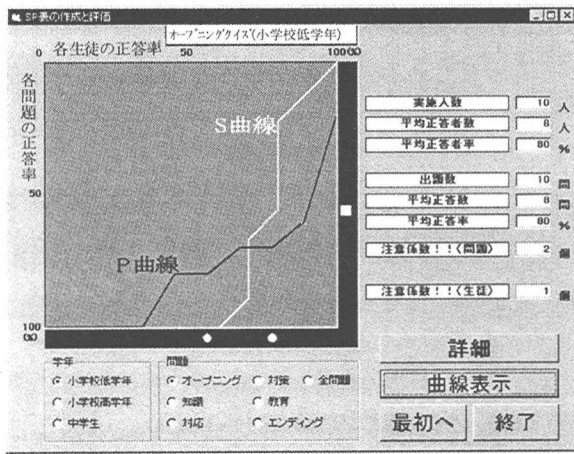 SP表の作成と評価
各生徒の正答率
オープニングクイズ(小学校低学年)
0
50
100
各問題の正答率
S曲線
P曲線
50
100
実施人数 10 人
平均正答者数 8 人
平均正答者率 80 %
出題数 10 問
平均正答数 8 問
平均正答率 80 %
注意係数!!(問題) 2 個
注意係数!!(生徒) 1 個
詳細
曲線表示
最初へ 終了
学年
小学校低学年
小学校高学年
中学生
問題
オープニング 対策 全問題
知識 教育
対応 エンディング